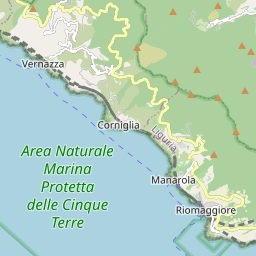 Vernazza
Corniglia
Liguria
Area Naturale
Marina
Protetta
delle Cinque
Terre
Manarola
Riomaggiore